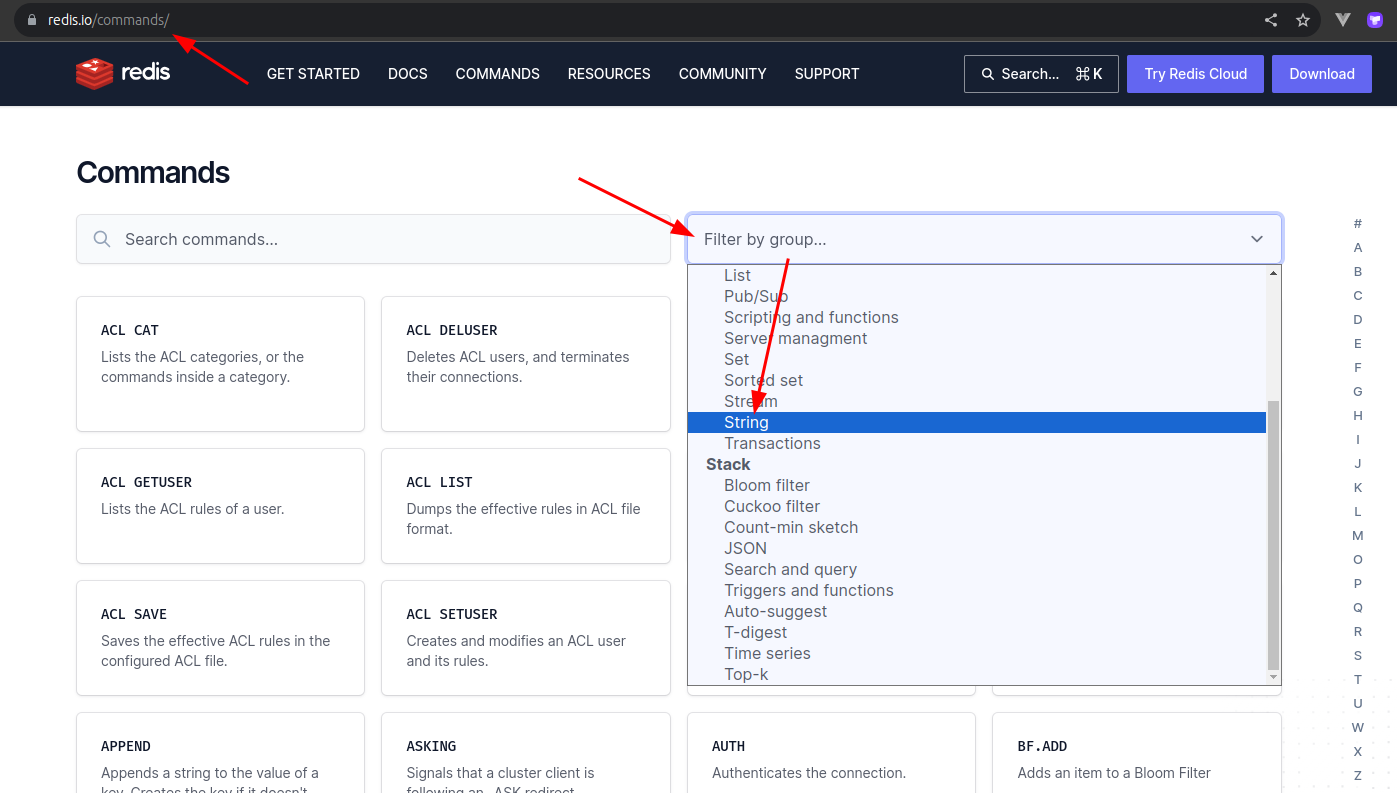 redis.io/commands/
redis
GET STARTED
DOCS
COMMANDS
RESOURCES
COMMUNITY
SUPPORT
Search...
⌘ K
Try Redis Cloud
Download
Commands
Search commands...
Filter by group...
List
Pub/Sub
Scripting and functions
Server managment
Set
Sorted set
Stream
String
Transactions
Stack
Bloom filter
Cuckoo filter
Count-min sketch
JSON
Search and query
Triggers and functions
Auto-suggest
T-digest
Time series
Top-k
ACL CAT
Lists the ACL categories, or the
commands inside a category.
ACL DELUSER
Deletes ACL users, and terminates
their connections.
ACL GETUSER
Lists the ACL rules of a user.
ACL LIST
Dumps the effective rules in ACL file
format.
ACL SAVE
Saves the effective ACL rules in the
configured ACL file.
ACL SETUSER
Creates and modifies an ACL user
and its rules.
APPEND
Appends a string to the value of a
key. Creates the key if it doesn't
ASKING
Signals that a cluster client is
following an -ASK redirect
AUTH
Authenticates the connection.
BF.ADD
Adds an item to a Bloom Filter
#
A
B
C
D
E
F
G
H
I
J
K
L
M
O
P
Q
R
S
T
U
W
X
Z